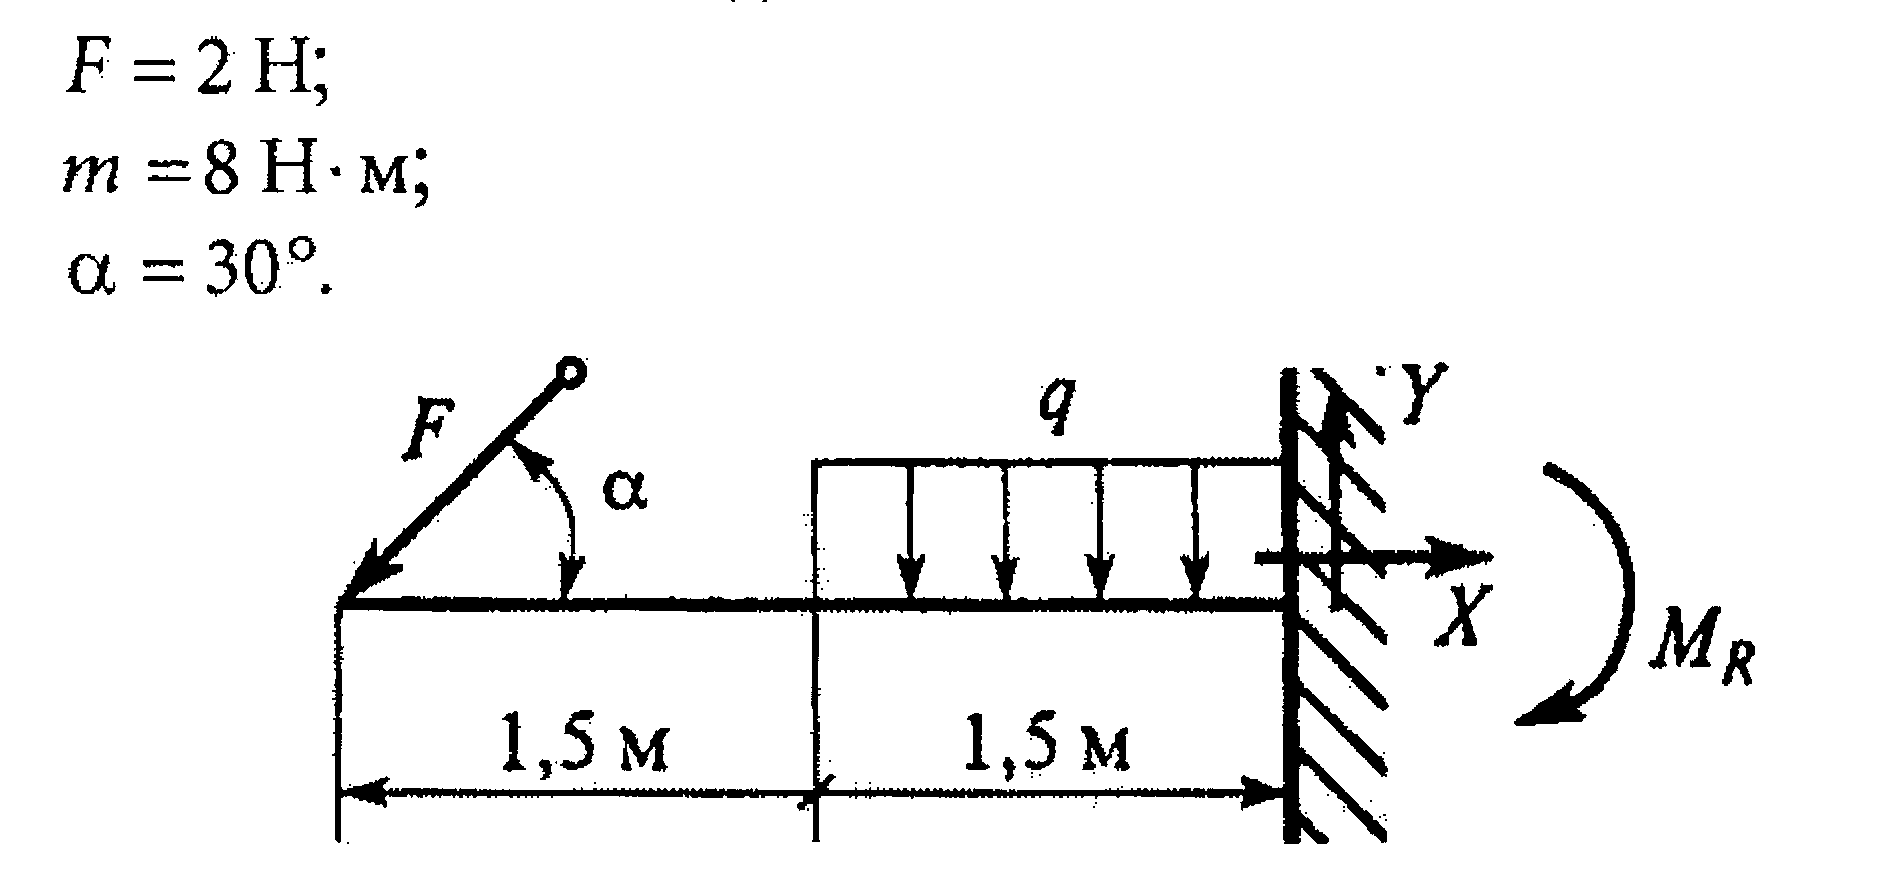 F = 2 Н;
m = 8 Н · м;
α = 30°.
F
α
q
Y
X
M_R
1,5 м
1,5 м